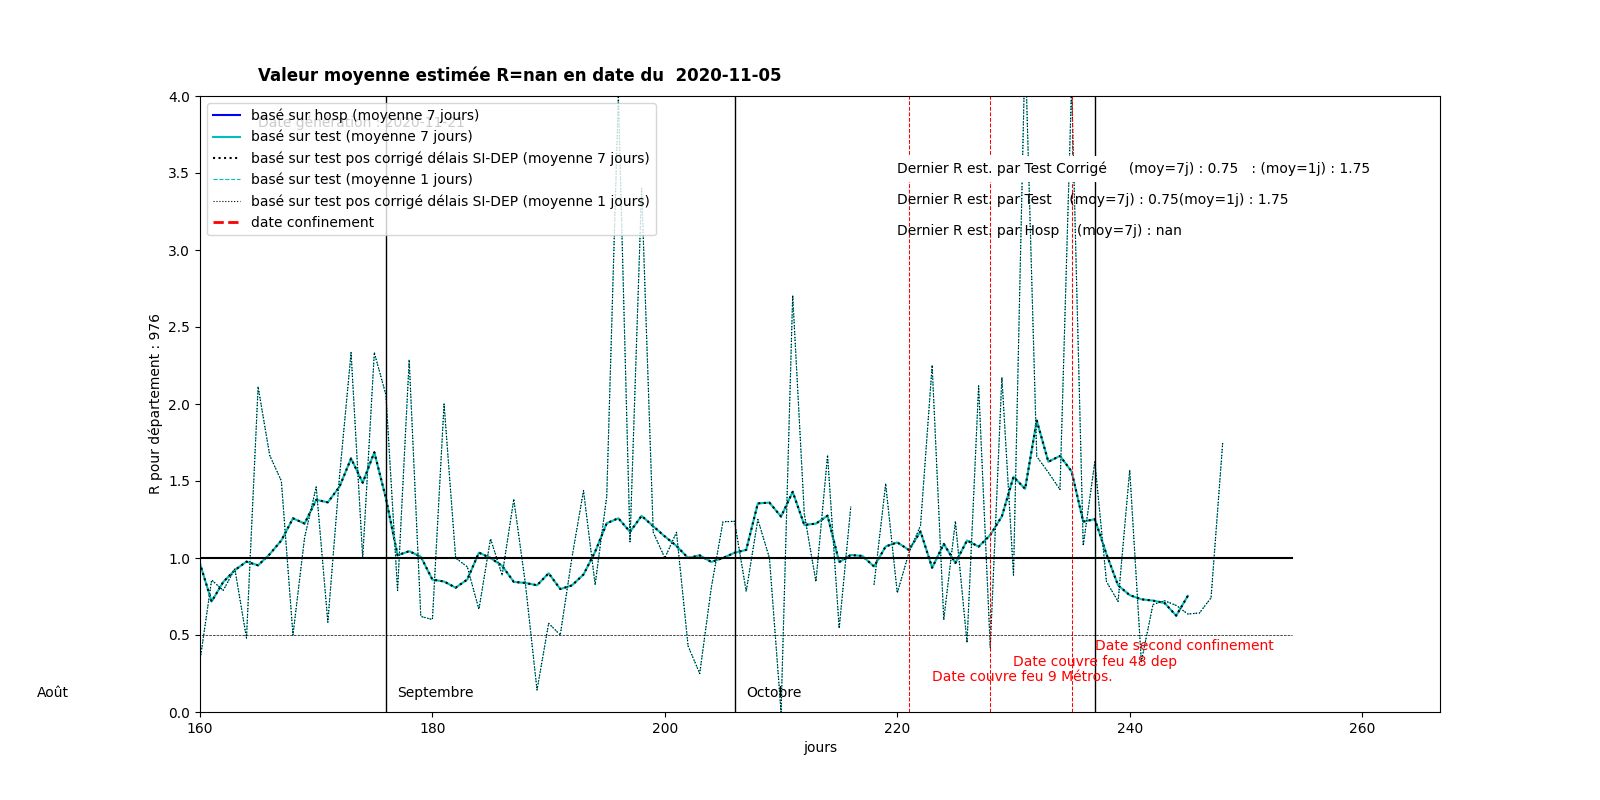 Valeur moyenne estimée R=nan en date du  2020-11-05
Date génération : 2020-11-21
basé sur hosp (moyenne 7 jours)
basé sur test (moyenne 7 jours)
basé sur test pos corrigé délais SI-DEP (moyenne 7 jours)
basé sur test (moyenne 1 jours)
basé sur test pos corrigé délais SI-DEP (moyenne 1 jours)
date confinement
Dernier R est. par Test Corrigé     (moy=7j) : 0.75   : (moy=1j) : 1.75
Dernier R est. par Test    (moy=7j) : 0.75(moy=1j) : 1.75
Dernier R est. par Hosp    (moy=7j) : nan
R pour département : 976
4.0
3.5
3.0
2.5
2.0
1.5
1.0
0.5
0.0
Date second confinement
Date couvre feu 48 dep
Date couvre feu 9 Métros.
Août
Septembre
Octobre
160
180
200
220
240
260
jours